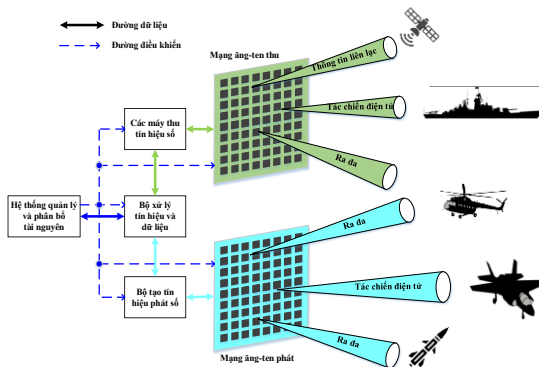 Đường dữ liệu
Đường điều khiển
Mạng ăng-ten thu
Thông tin liên lạc
Tác chiến điện tử
Ra đa
Các máy thu
tín hiệu số
Hệ thống quản lý
và phân bố
tài nguyên
Bộ xử lý
tín hiệu và
dữ liệu
Bộ tạo tín
hiệu phát số
Ra đa
Tác chiến điện tử
Ra đa
Mạng ăng-ten phát